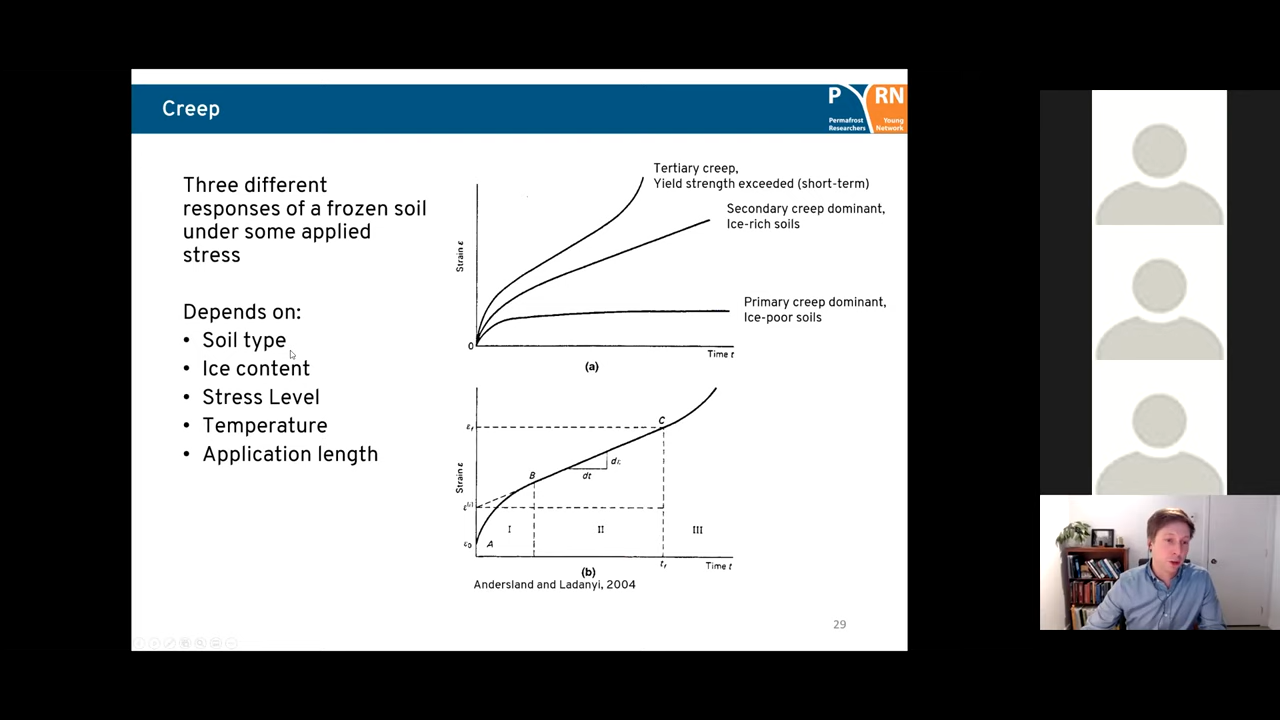 Creep
P RN
Permafrost
Researchers
Young
Network
Three different
responses of a frozen soil
under some applied
stress
Depends on:
• Soil type
• Ice content
• Stress Level
• Temperature
• Application length
Tertiary creep,
Yield strength exceeded (short-term)
Secondary creep dominant,
Ice-rich soils
Primary creep dominant,
Ice-poor soils
Strain ε
0
Time t
(a)
Strain ε
εf
ε(i)
ε0
A
B
C
dε
dt
I
II
III
tf
Time t
(b)
Andersland and Ladanyi, 2004
29